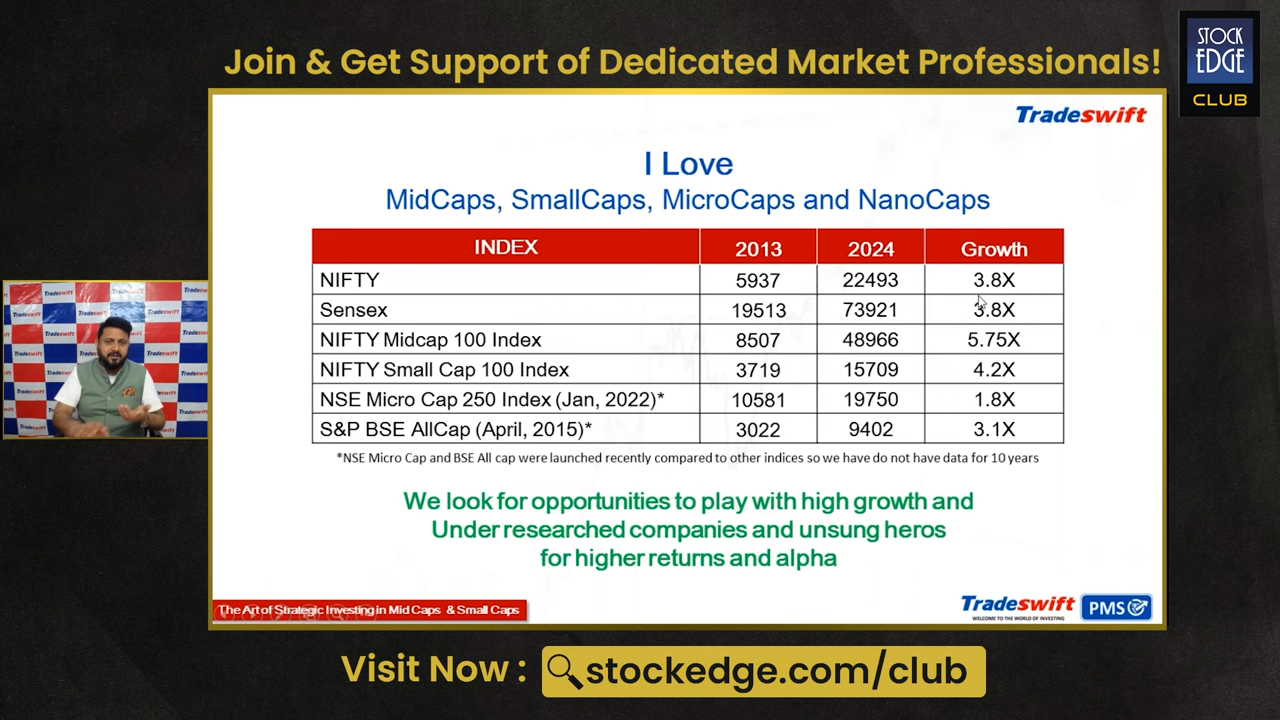 Join & Get Support of Dedicated Market Professionals!
STOCK
EDGE
CLUB
Tradeswift
I Love
MidCaps, SmallCaps, MicroCaps and NanoCaps
INDEX 2013 2024 Growth
NIFTY 5937 22493 3.8X
Sensex 19513 73921 3.8X
NIFTY Midcap 100 Index 8507 48966 5.75X
NIFTY Small Cap 100 Index 3719 15709 4.2X
NSE Micro Cap 250 Index (Jan, 2022)* 10581 19750 1.8X
S&P BSE AllCap (April, 2015)* 3022 9402 3.1X
*NSE Micro Cap and BSE All cap were launched recently compared to other indices so we have do not have data for 10 years
We look for opportunities to play with high growth and
Under researched companies and unsung heros
for higher returns and alpha
The Art of Strategic Investing in Mid Caps & Small Caps
Tradeswift PMS
WELCOME TO THE WORLD OF INVESTING
Visit Now : stockedge.com/club